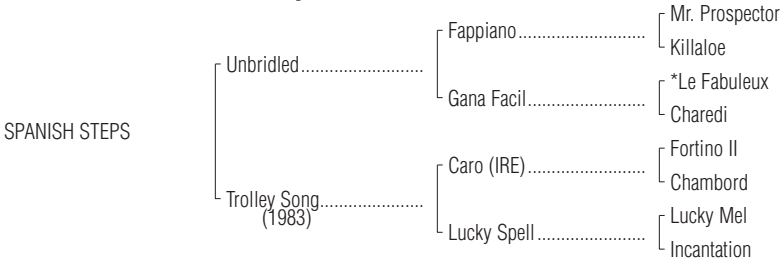 Mr. Prospector
Fappiano
Killaloe
Unbridled
*Le Fabuleux
Gana Facil
Charedi
SPANISH STEPS
Fortino II
Caro (IRE)
Chambord
Trolley Song
(1983)
Lucky Mel
Lucky Spell
Incantation